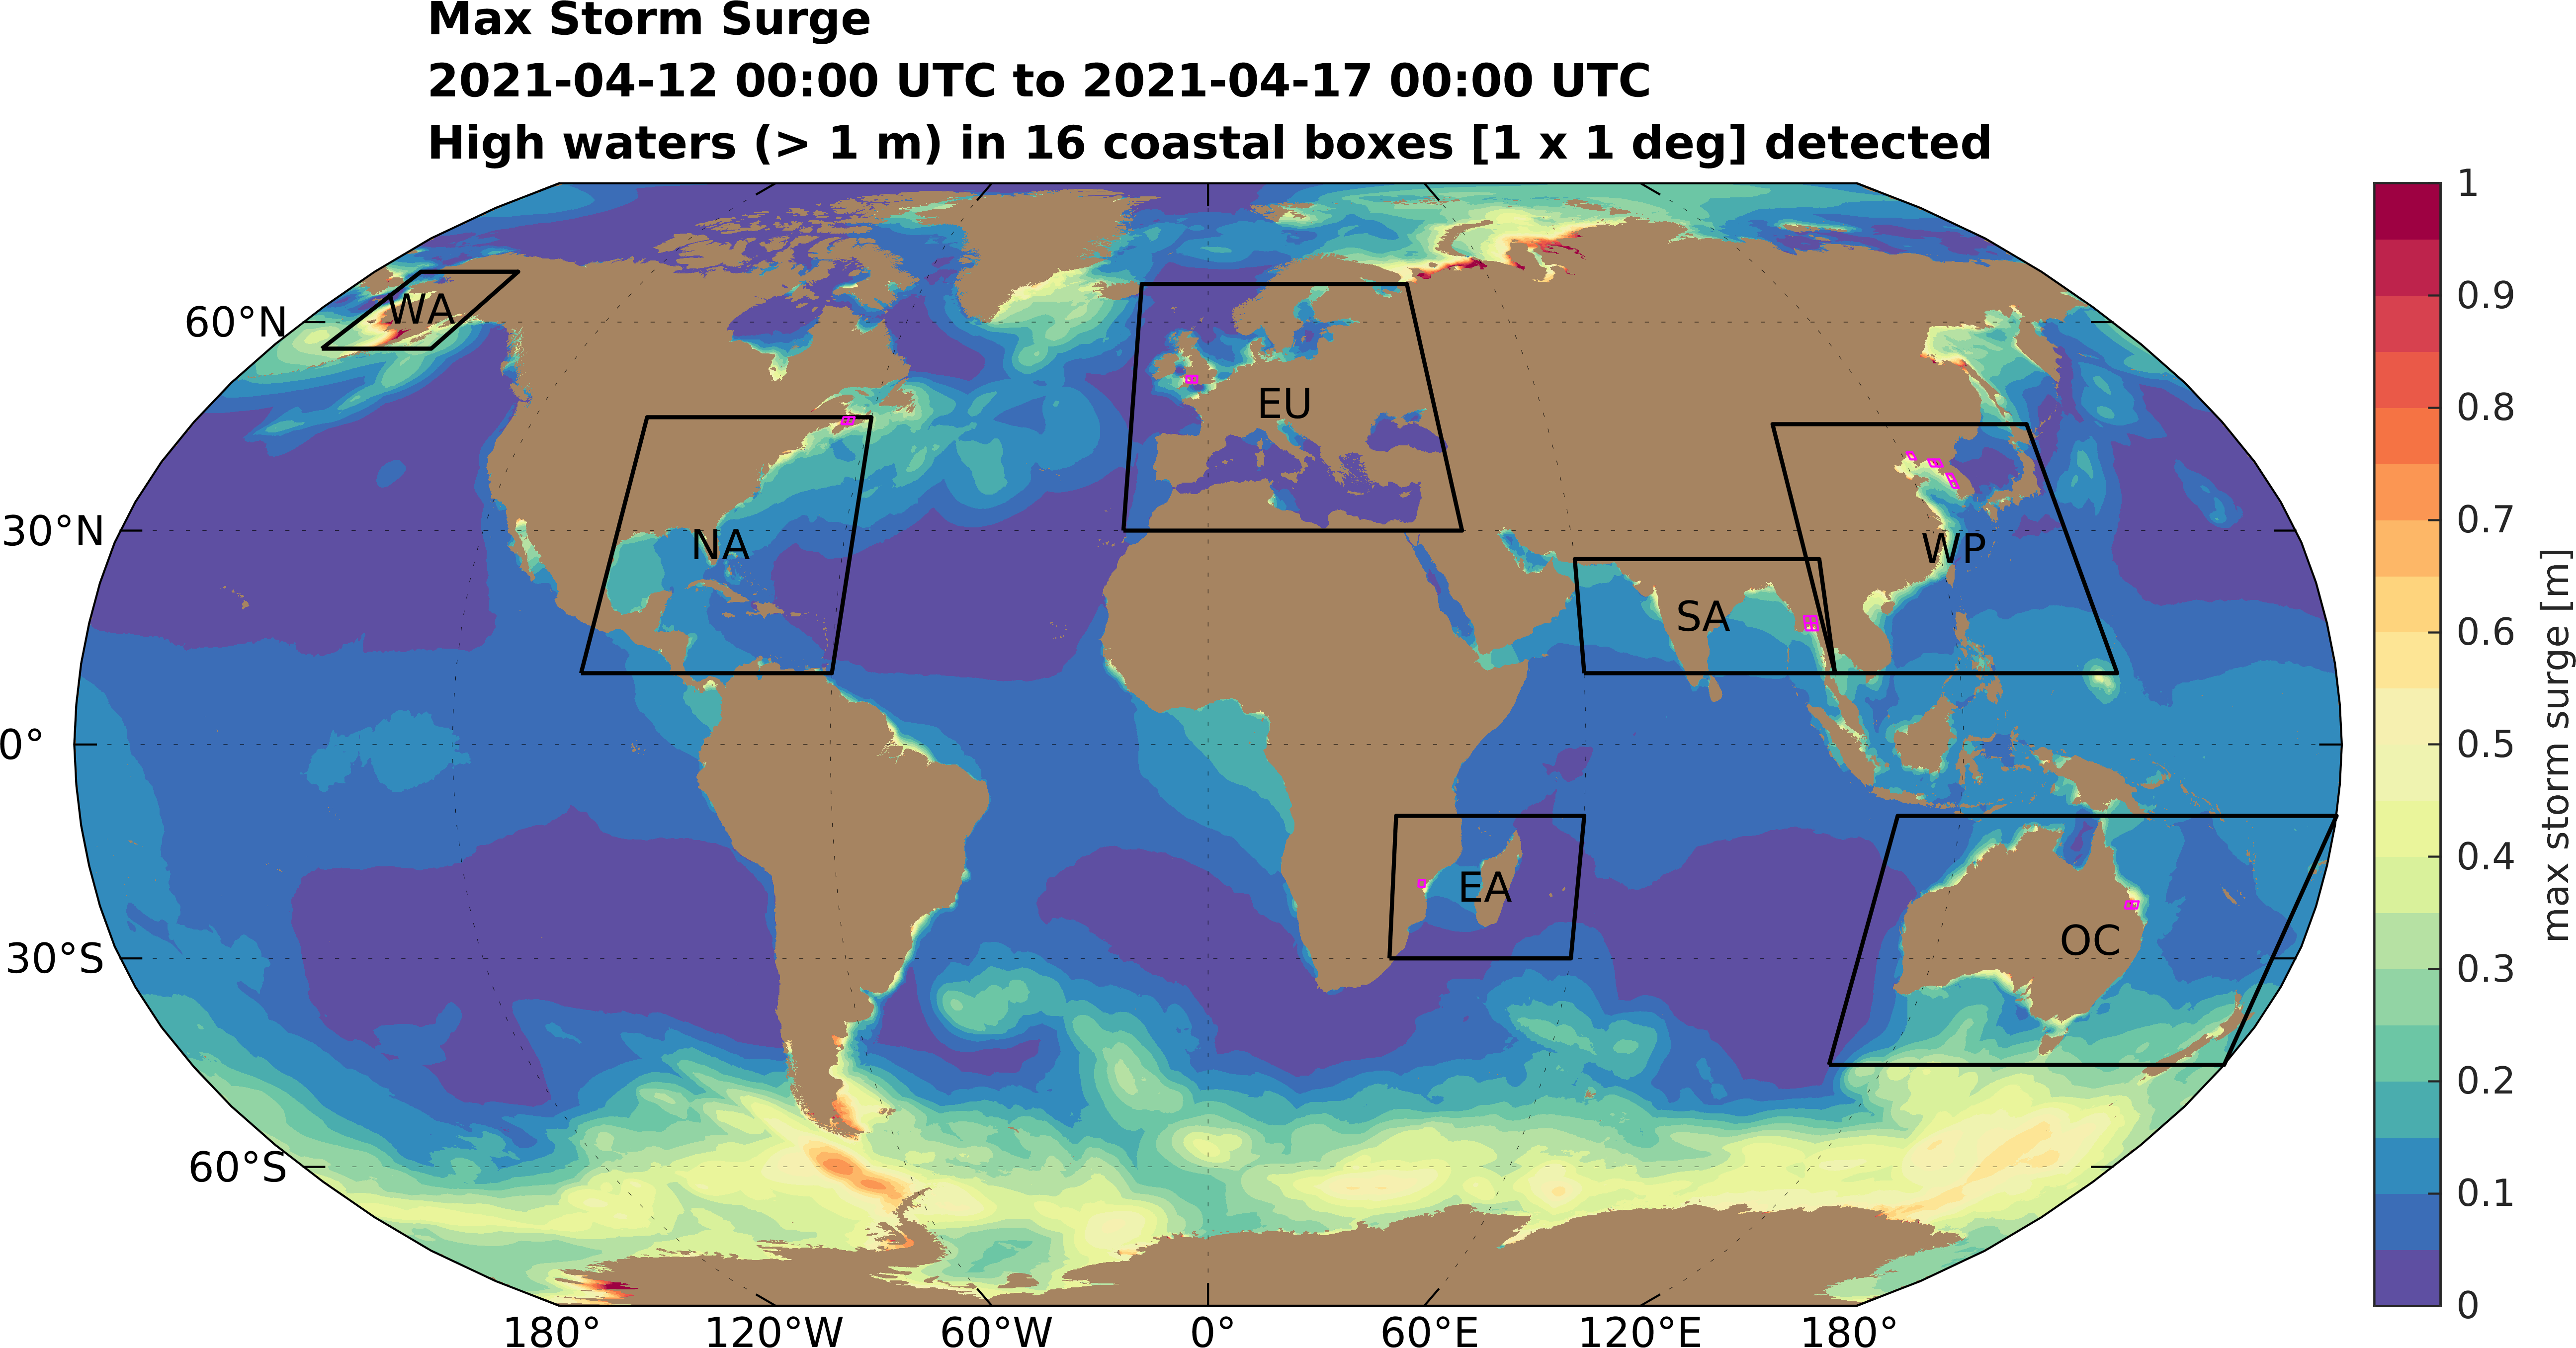 Max Storm Surge
2021-04-12 00:00 UTC to 2021-04-17 00:00 UTC
High waters (> 1 m) in 16 coastal boxes [1 x 1 deg] detected
60°N
30°N
0°
30°S
60°S
WA
NA
EU
SA
WP
EA
OC
180°
120°W
60°W
0°
60°E
120°E
180°
1
0.9
0.8
0.7
0.6
0.5
0.4
0.3
0.2
0.1
0
max storm surge [m]